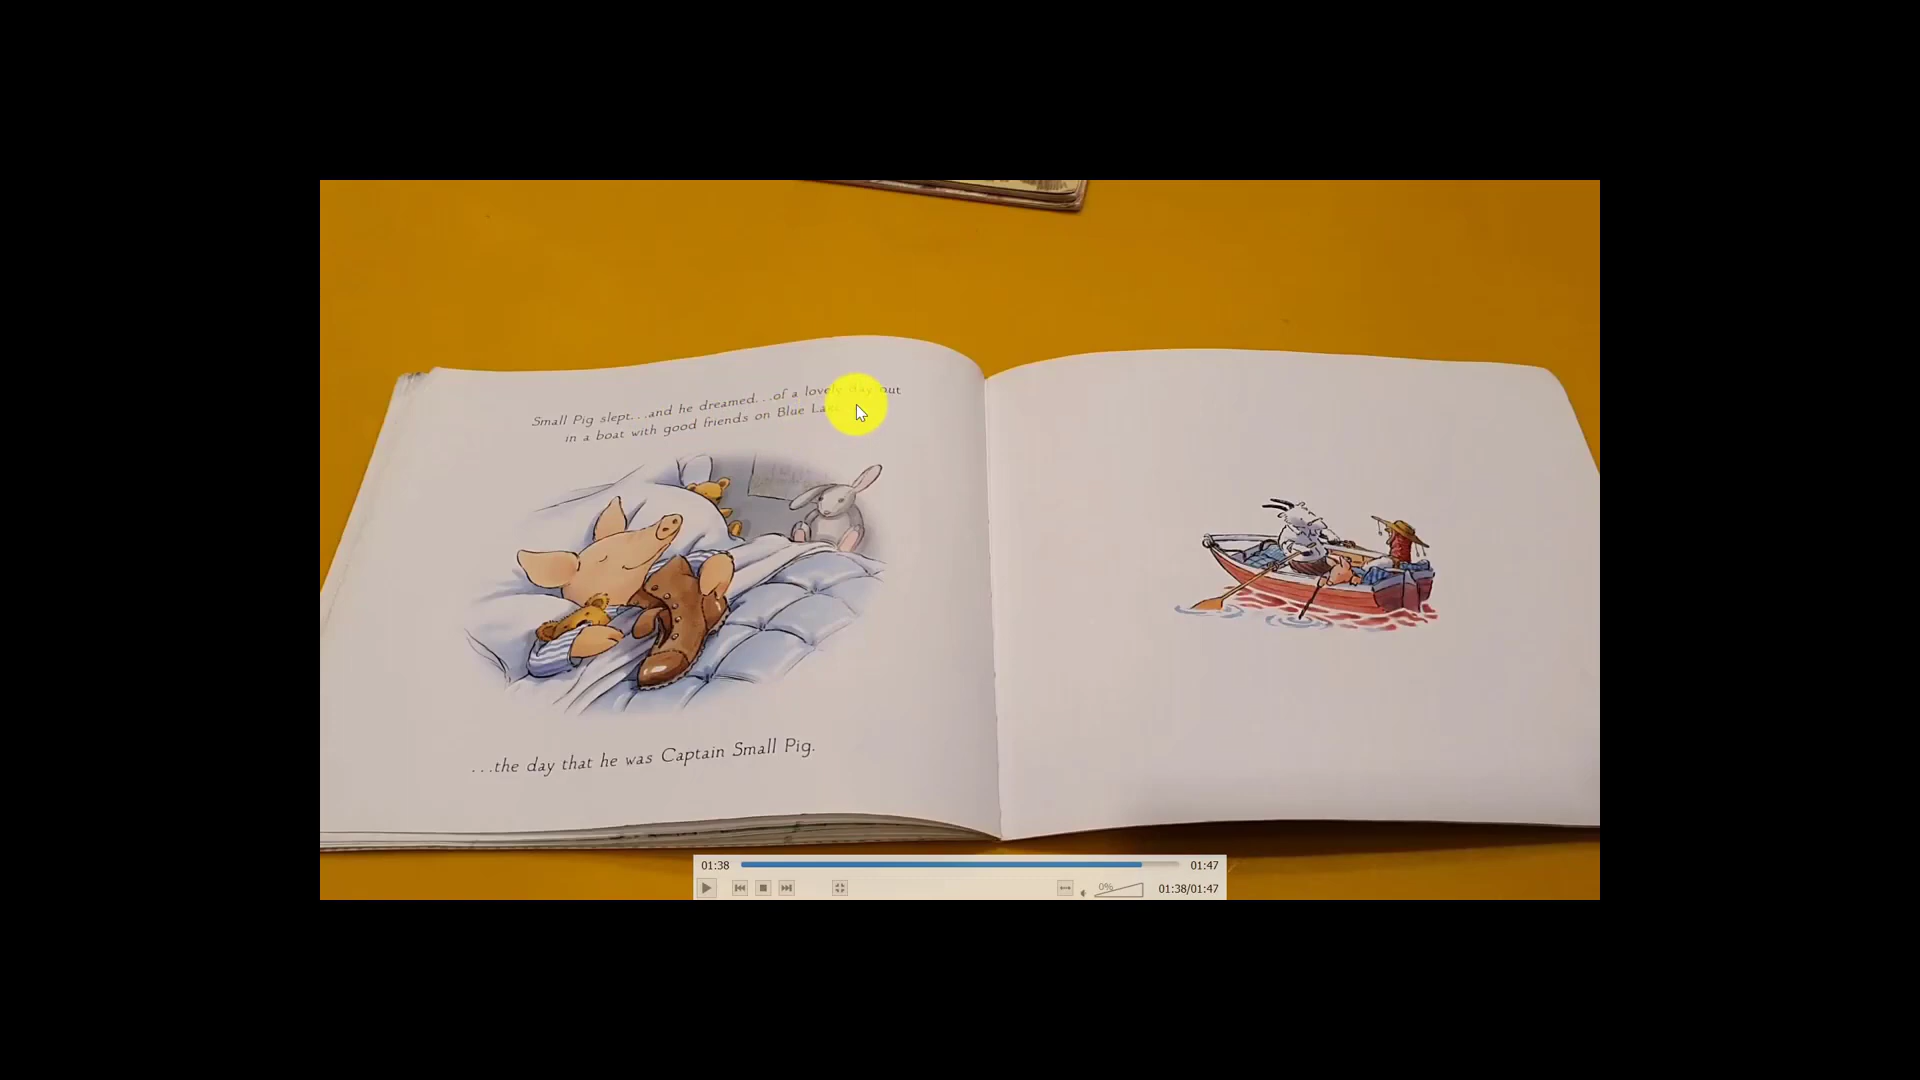 Small Pig slept...and he dreamed...of a lovely day out
in a boat with good friends on Blue Lake
...the day that he was Captain Small Pig.
01:38
01:47
0%
01:38/01:47